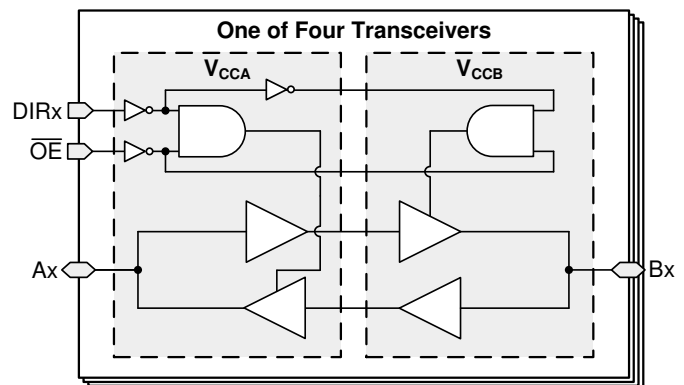 One of Four Transceivers
VCCA
VCCB
DIRx
OE
Ax
Bx